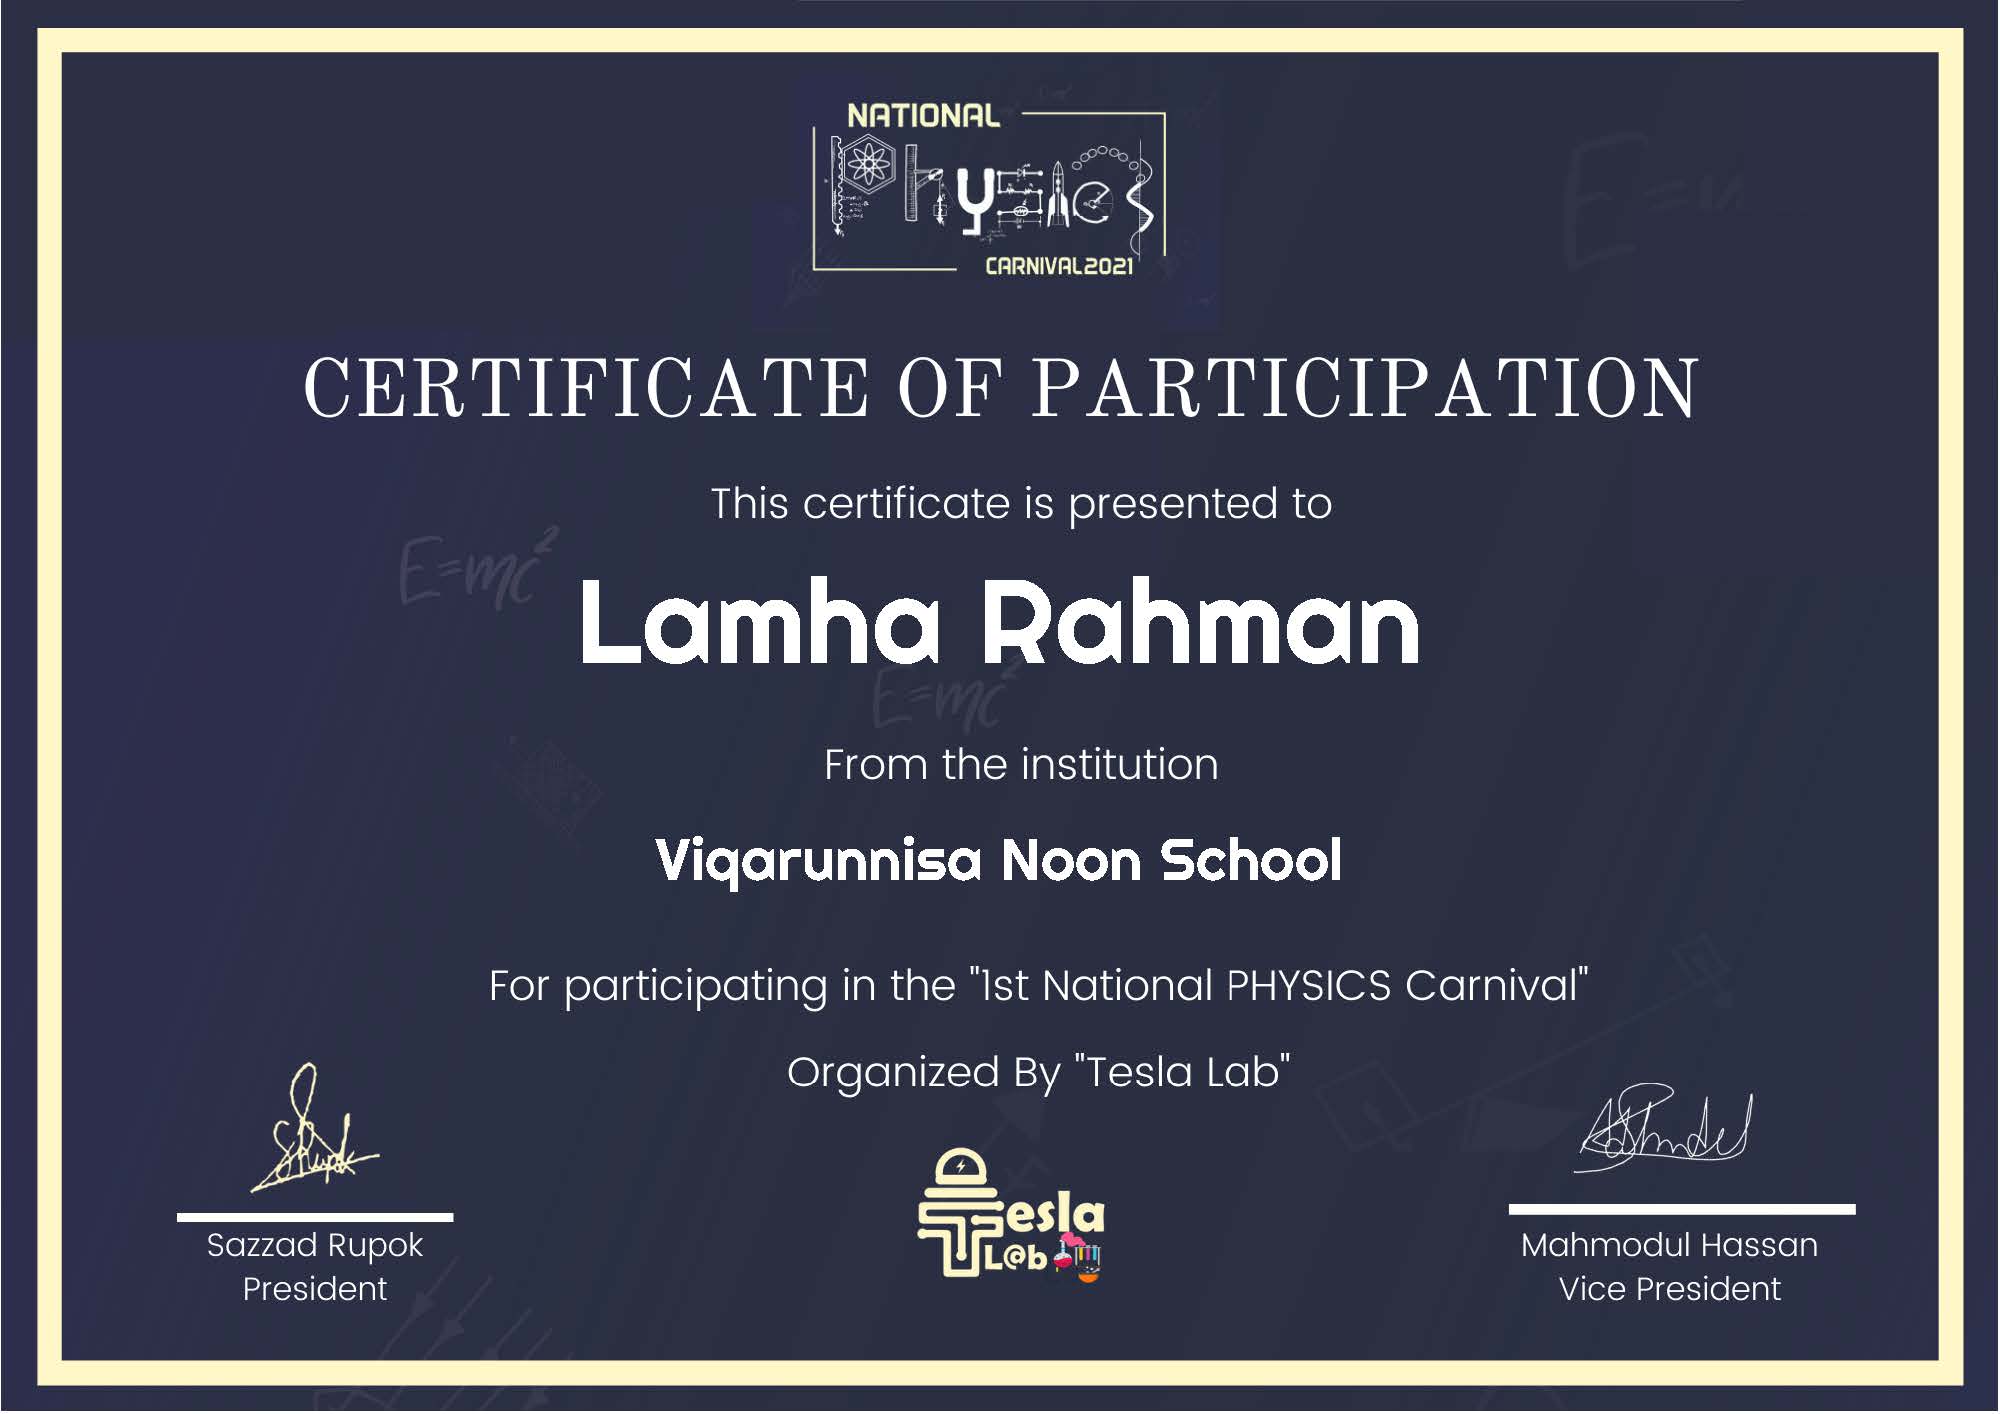 NATIONAL
Physics
CARNIVAL2021
CERTIFICATE OF PARTICIPATION
This certificate is presented to
E=mc²
Lamha Rahman
E=mc²
From the institution
Viqarunnisa Noon School
For participating in the "1st National PHYSICS Carnival"
Organized By "Tesla Lab"
Tesla
L@b
Sazzad Rupok
President
Mahmodul Hassan
Vice President